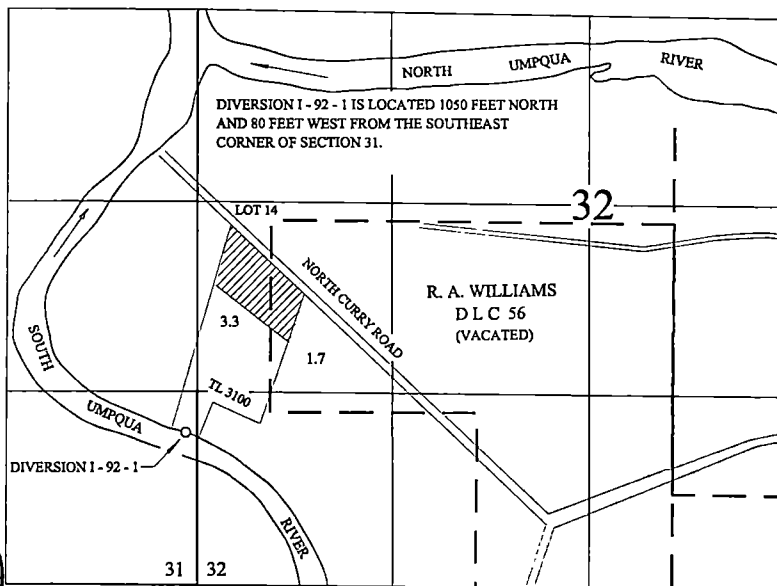 NORTH UMPQUA RIVER
DIVERSION I - 92 - 1 IS LOCATED 1050 FEET NORTH
AND 80 FEET WEST FROM THE SOUTHEAST
CORNER OF SECTION 31.
LOT 14
32
NORTH CURRY ROAD
R. A. WILLIAMS
D L C 56
(VACATED)
3.3
1.7
TL 3100
SOUTH
UMPQUA
RIVER
DIVERSION I - 92 - 1
31 32